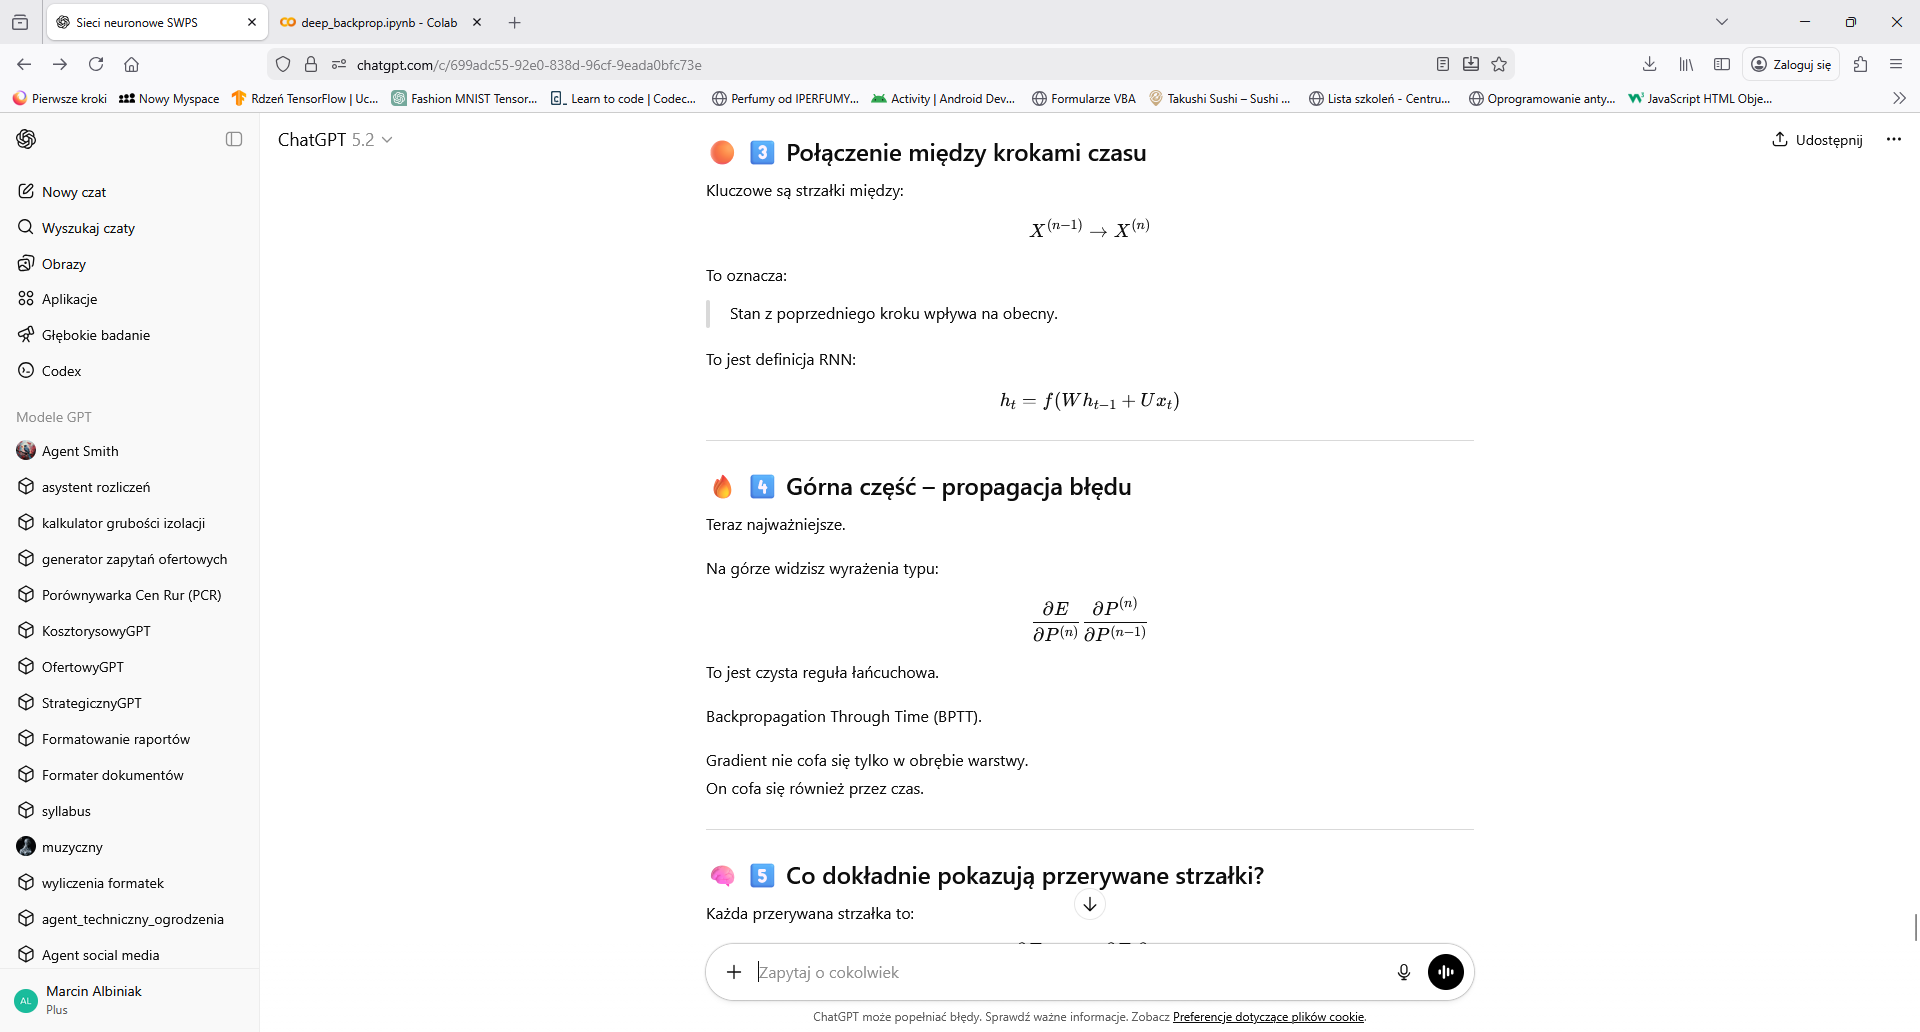 Sieci neuronowe SWPS
deep_backprop.ipynb - Colab
chatgpt.com/c/699adc55-92e0-838d-96cf-9eada0bfc73e
Zaloguj się
Pierwsze kroki
Nowy Myspace
Rdzeń TensorFlow | Uc...
Fashion MNIST Tensor...
Learn to code | Codec...
Perfumy od IPERFUMY...
Activity | Android Dev...
Formularze VBA
Takushi Sushi – Sushi ...
Lista szkoleń - Centru...
Oprogramowanie anty...
JavaScript HTML Obje...
ChatGPT 5.2
Udostępnij
Nowy czat
Wyszukaj czaty
Obrazy
Aplikacje
Głębokie badanie
Codex
Modele GPT
Agent Smith
asystent rozliczeń
kalkulator grubości izolacji
generator zapytań ofertowych
Porównywarka Cen Rur (PCR)
KosztorysowyGPT
OfertowyGPT
StrategicznyGPT
Formatowanie raportów
Formater dokumentów
syllabus
muzyczny
wyliczenia formatek
agent_techniczny_ogrodzenia
Agent social media
AL
Marcin Albiniak
Plus
3 Połączenie między krokami czasu
Kluczowe są strzałki między:
X^(n−1) → X^(n)
To oznacza:
Stan z poprzedniego kroku wpływa na obecny.
To jest definicja RNN:
h_t = f(Wh_{t−1} + Ux_t)
4 Górna część – propagacja błędu
Teraz najważniejsze.
Na górze widzisz wyrażenia typu:
∂E ∂P^(n)
∂P^(n) ∂P^(n−1)
To jest czysta reguła łańcuchowa.
Backpropagation Through Time (BPTT).
Gradient nie cofa się tylko w obrębie warstwy.
On cofa się również przez czas.
5 Co dokładnie pokazują przerywane strzałki?
Każda przerywana strzałka to:
Zapytaj o cokolwiek
ChatGPT może popełniać błędy. Sprawdź ważne informacje. Zobacz Preferencje dotyczące plików cookie.